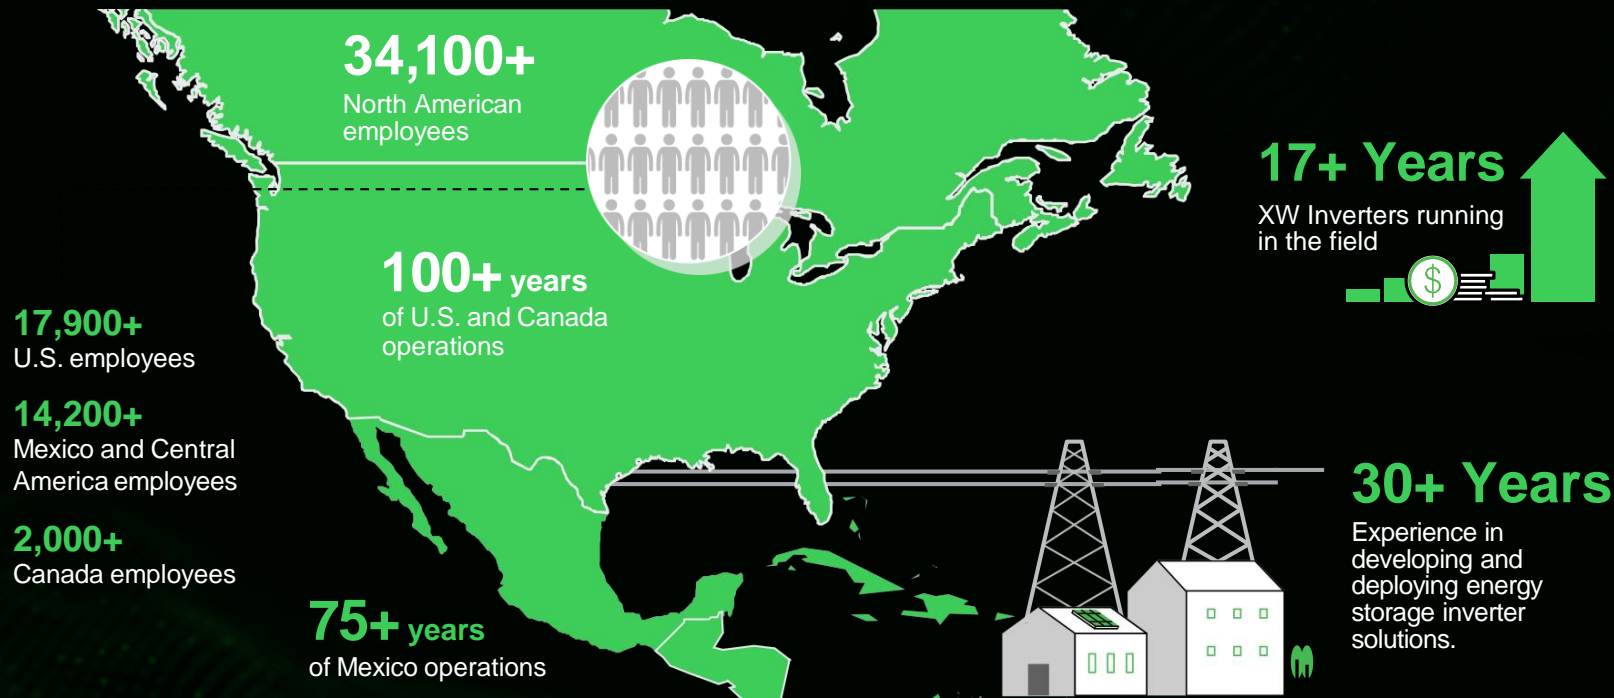 34,100+
North American
employees
100+ years
of U.S. and Canada
operations
17,900+
U.S. employees
14,200+
Mexico and Central
America employees
2,000+
Canada employees
75+ years
of Mexico operations
17+ Years
XW Inverters running
in the field
$
30+ Years
Experience in
developing and
deploying energy
storage inverter
solutions.